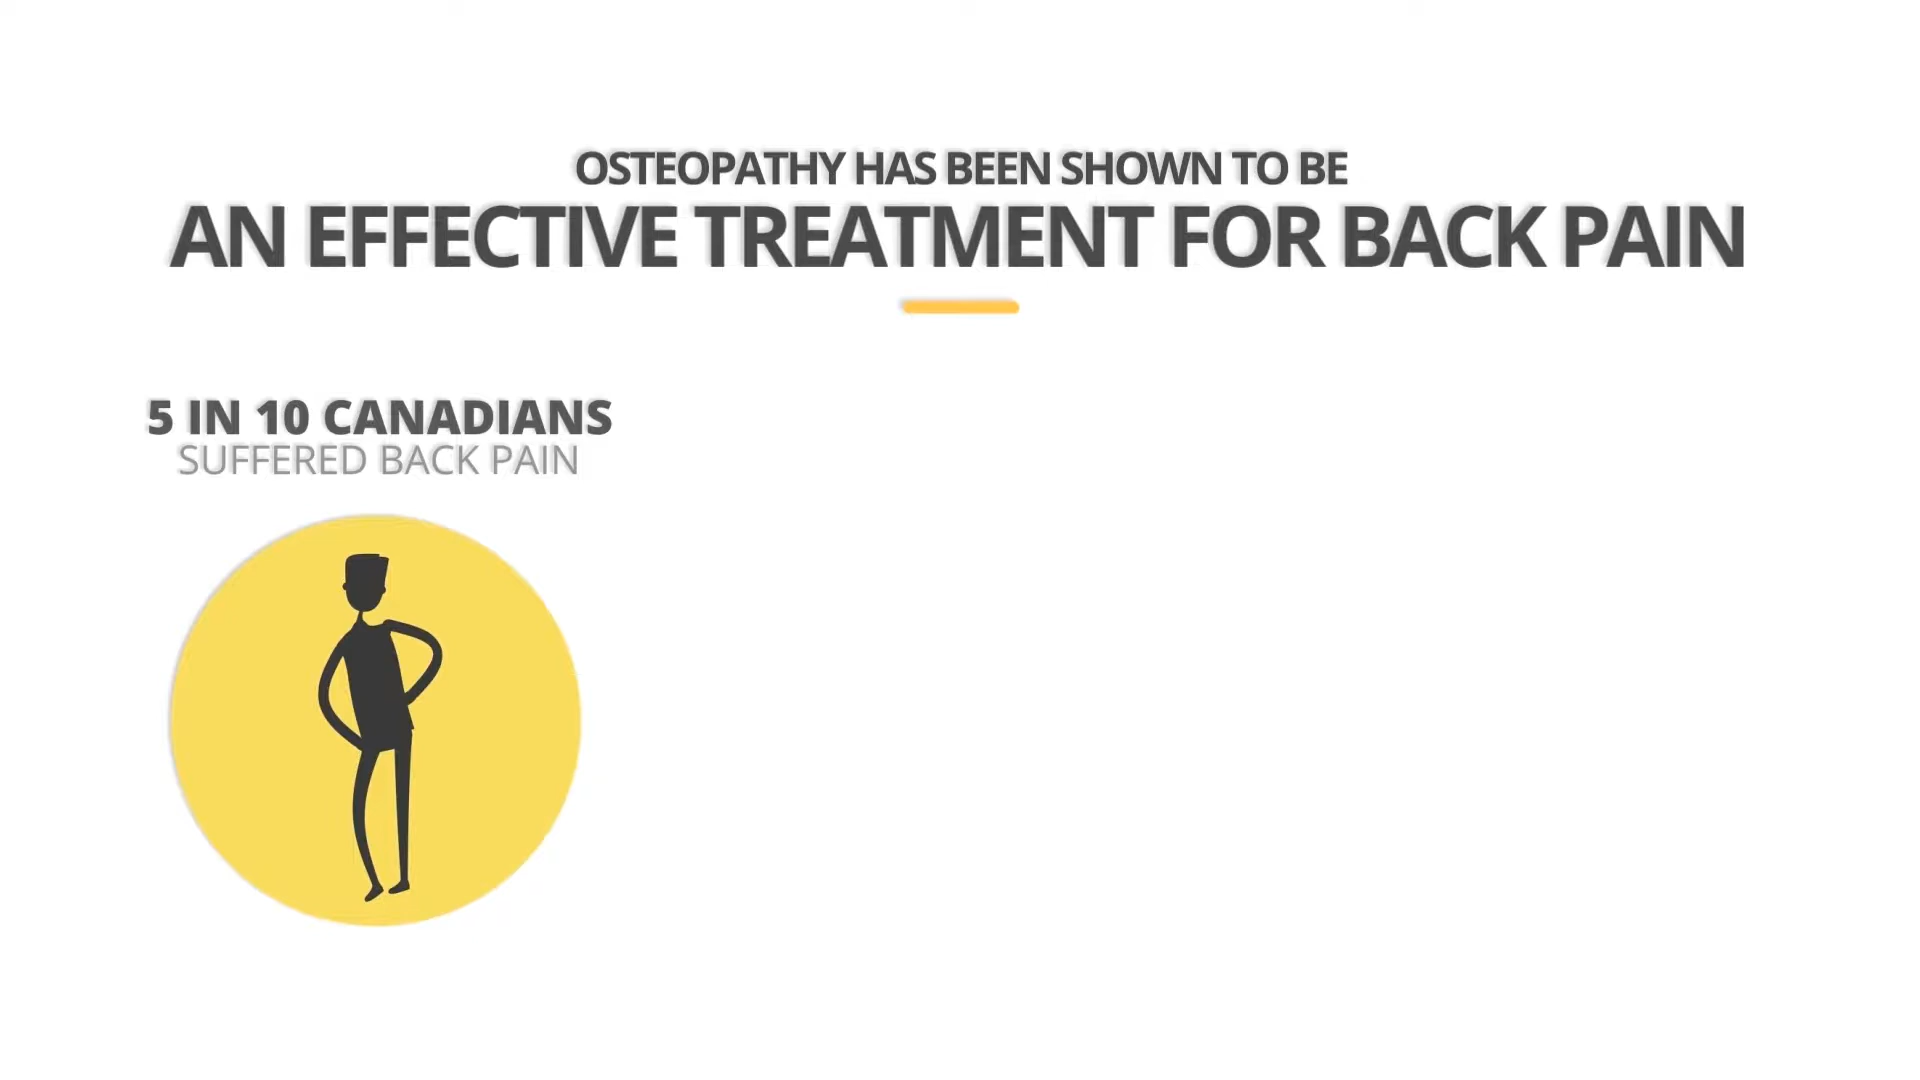 OSTEOPATHY HAS BEEN SHOWN TO BE
AN EFFECTIVE TREATMENT FOR BACK PAIN
5 IN 10 CANADIANS
SUFFERED BACK PAIN